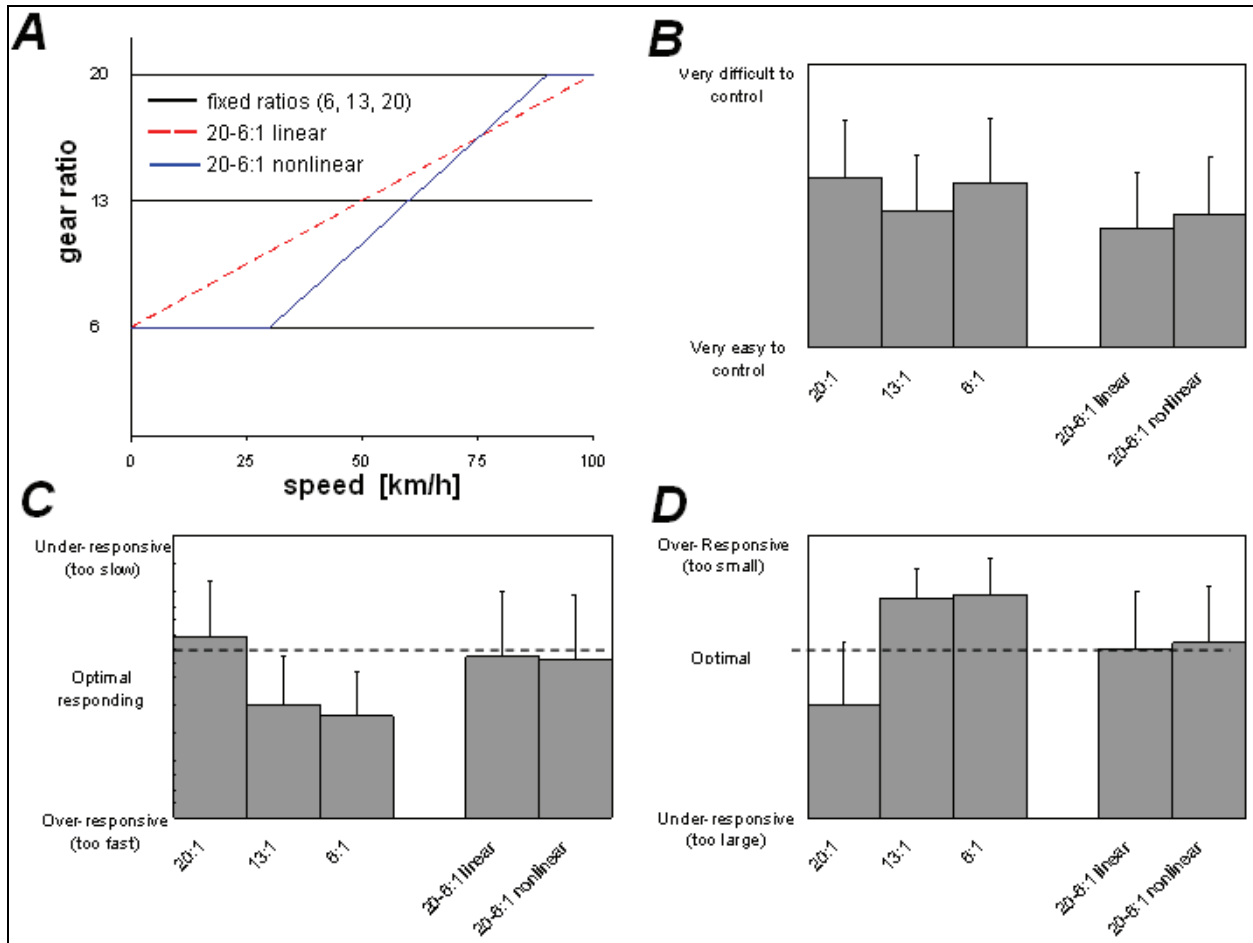 A
20
13
6
gear ratio
fixed ratios (6, 13, 20)
20-6:1 linear
20-6:1 nonlinear
0
25
50
75
100
speed [km/h]
B
Very difficult to
control
Very easy to
control
20:1
13:1
6:1
20-6:1 linear
20-6:1 nonlinear
C
Under-responsive
(too slow)
Optimal
responding
Over-responsive
(too fast)
20:1
13:1
6:1
20-6:1 linear
20-6:1 nonlinear
D
Over-Responsive
(too small)
Optimal
Under-responsive
(too large)
20:1
13:1
6:1
20-6:1 linear
20-6:1 nonlinear